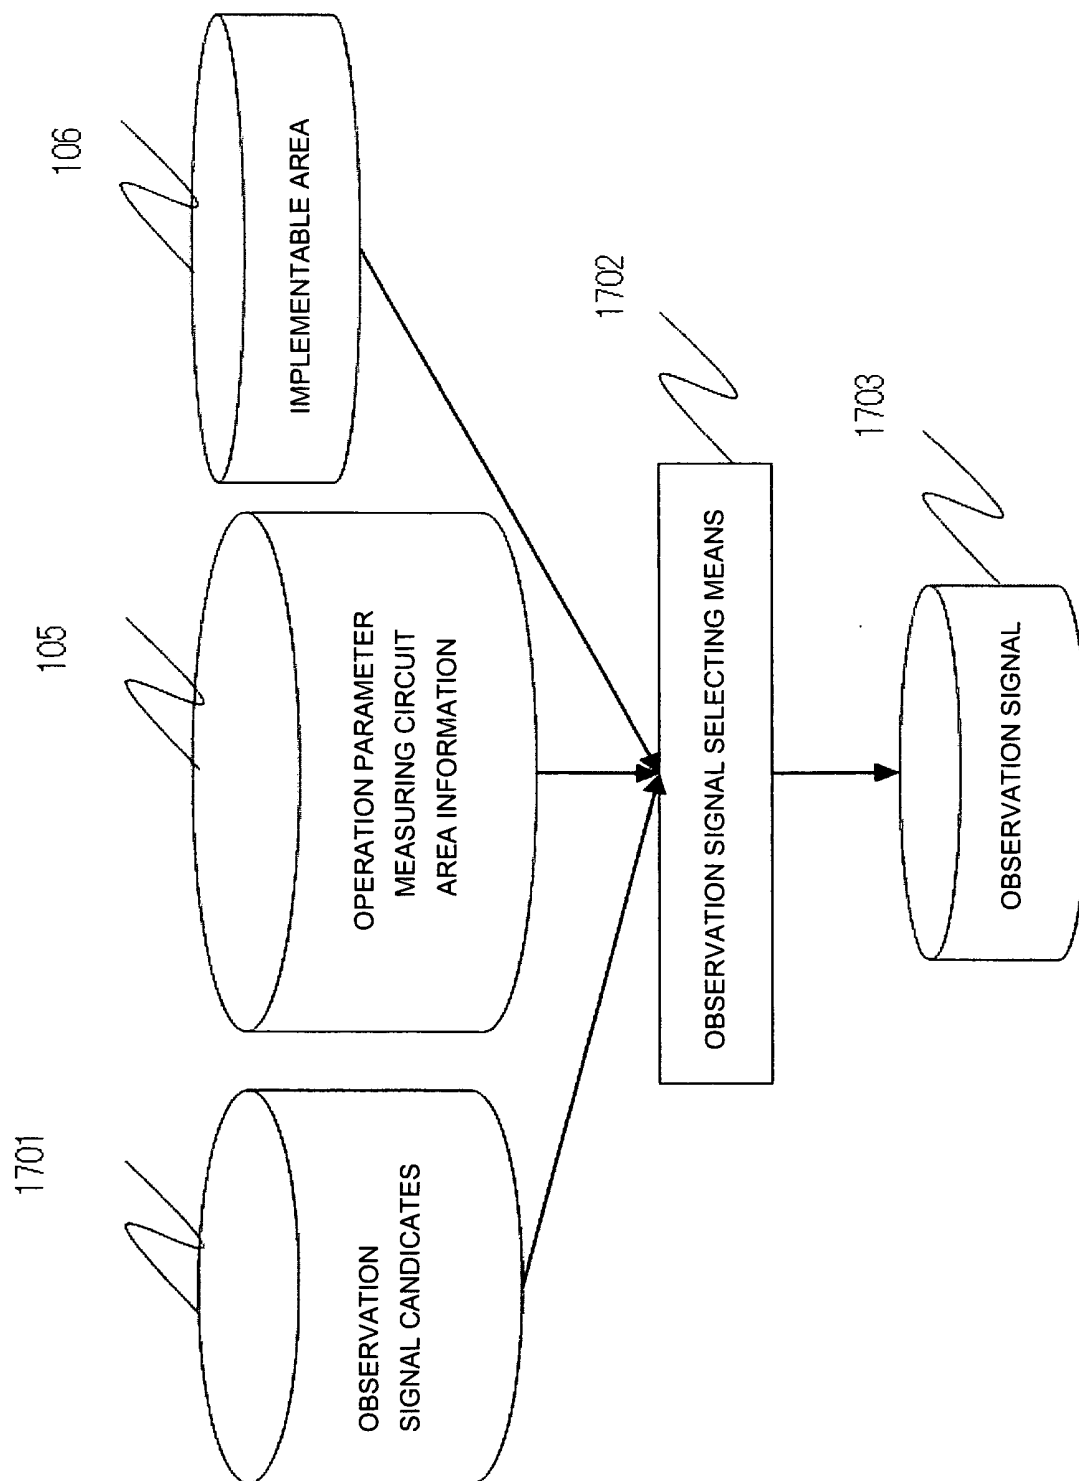 1701
OBSERVATION
SIGNAL CANDICATES
105
OPERATION PARAMETER
MEASURING CIRCUIT
AREA INFORMATION
106
IMPLEMENTABLE AREA
1702
OBSERVATION SIGNAL SELECTING MEANS
1703
OBSERVATION SIGNAL